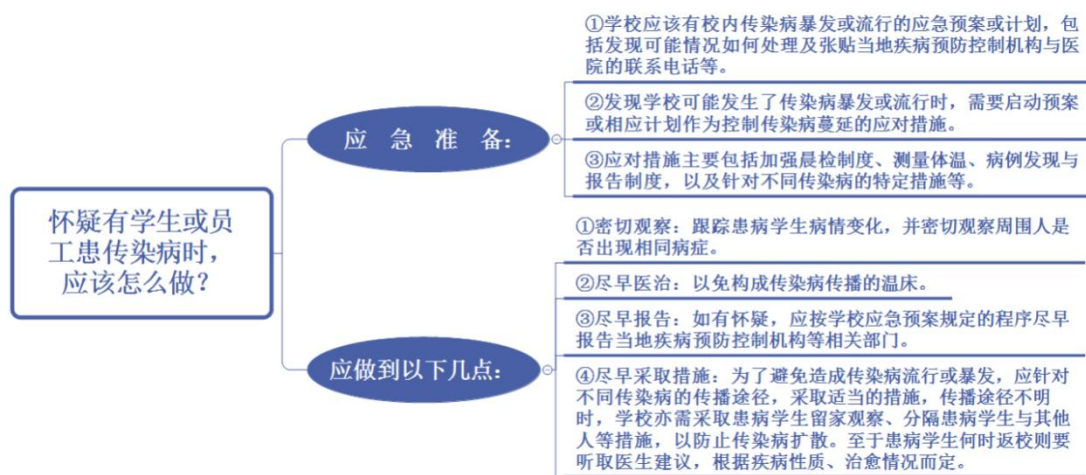 怀疑有学生或员
工患传染病时，
应该怎么做？
应 急 准 备：
①学校应该有校内传染病暴发或流行的应急预案或计划，包
括发现可能情况如何处理及张贴当地疾病预防控制机构与医
院的联系电话等。
②发现学校可能发生了传染病暴发或流行时，需要启动预案
或相应计划作为控制传染病蔓延的应对措施。
③应对措施主要包括加强晨检制度、测量体温、病例发现与
报告制度，以及针对不同传染病的特定措施等。
应做到以下几点：
①密切观察：跟踪患病学生病情变化，并密切观察周围人是
否出现相同病症。
②尽早医治：以免构成传染病传播的温床。
③尽早报告：如有怀疑，应按学校应急预案规定的程序尽早
报告当地疾病预防控制机构等相关部门。
④尽早采取措施：为了避免造成传染病流行或暴发，应针对
不同传染病的传播途径，采取适当的措施，传播途径不明
时，学校亦需采取患病学生留家观察、分隔患病学生与其他
人等措施，以防止传染病扩散。至于患病学生何时返校则要
听取医生建议，根据疾病性质、治愈情况而定。